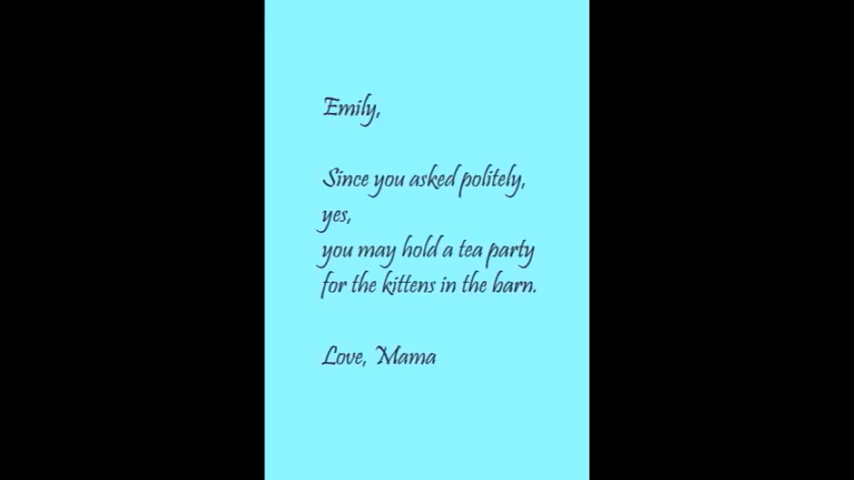 Emily,
Since you asked politely,
yes,
you may hold a tea party
for the kittens in the barn.
Love, Mama